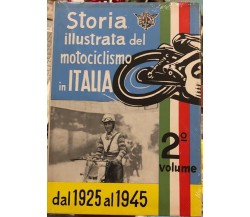 Storia
illustrata del
motociclismo
in ITALIA
2°
volume
dal 1925 al 1945